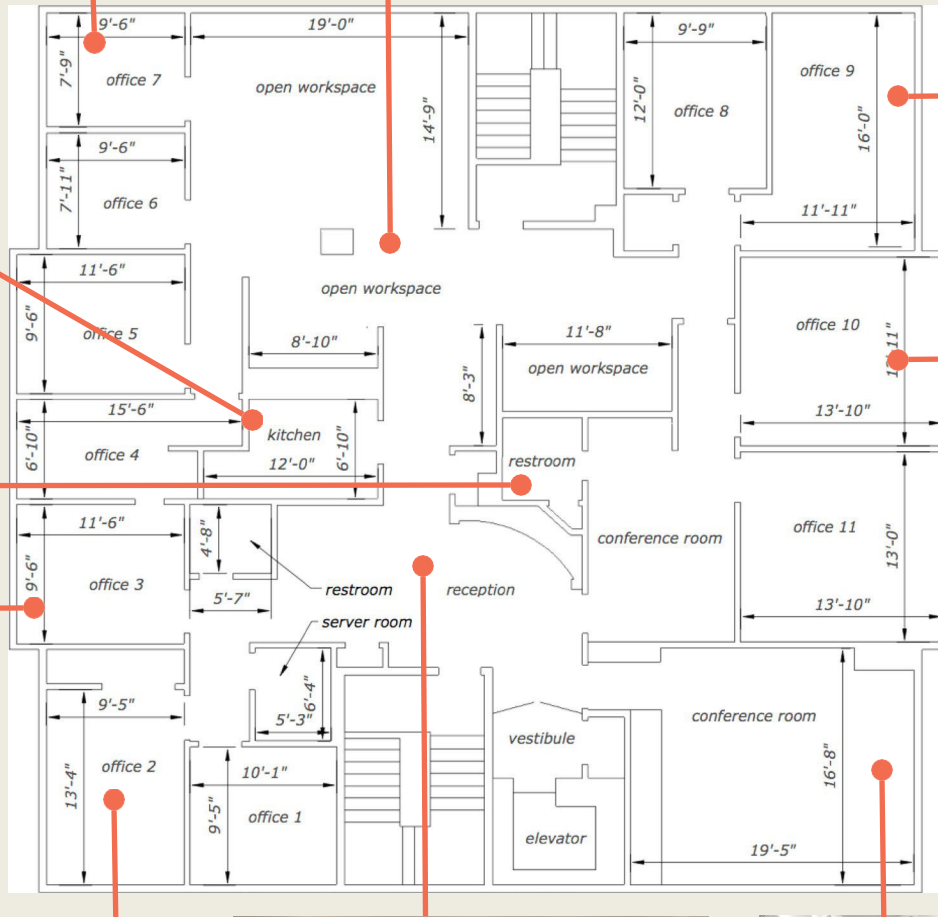 9'-6"
19'-0"
9'-9"
office 7
7'-9"
open workspace
14'-9"
12'-0"
office 8
office 9
16'-0"
9'-6"
7'-11"
office 6
11'-11"
11'-6"
9'-6"
office 5
open workspace
office 10
8'-10"
11'-8"
open workspace
8'-3"
13'-10"
15'-6"
6'-10"
office 4
kitchen
12'-0"
6'-10"
restroom
11'-6"
9'-6"
office 3
4'-8"
5'-7"
restroom
server room
reception
conference room
office 11
13'-0"
13'-10"
9'-5"
13'-4"
office 2
6'-4"
5'-3"
10'-1"
9'-5"
office 1
vestibule
elevator
conference room
16'-8"
19'-5"